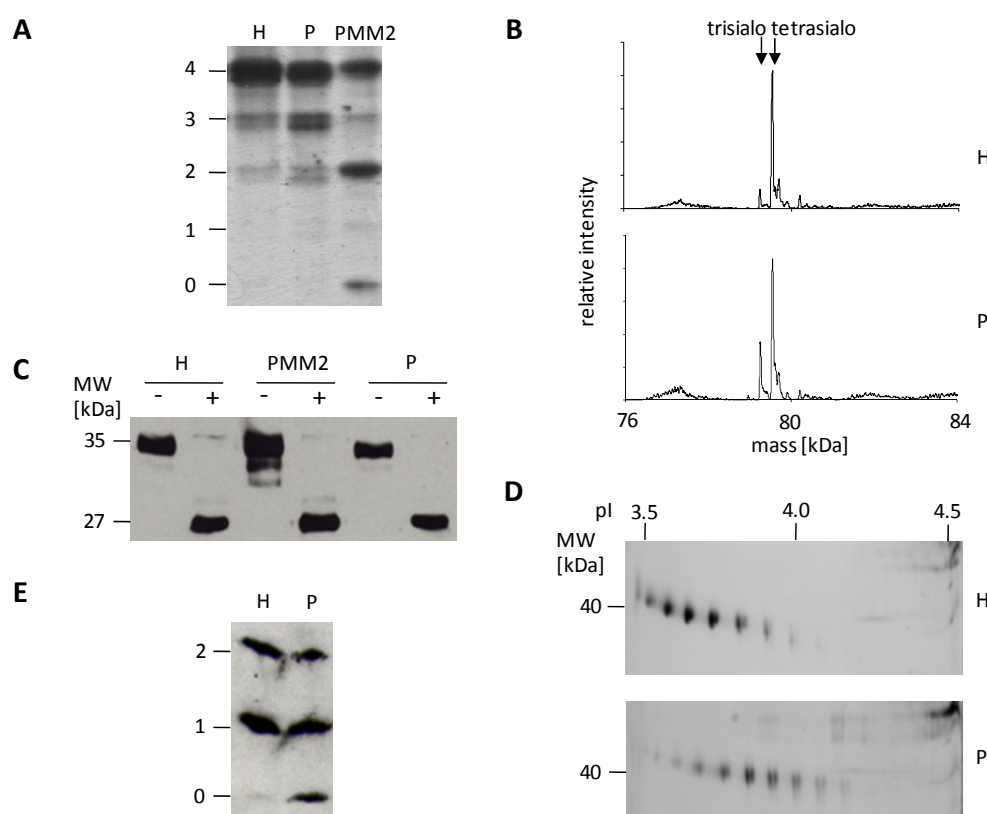 A
H P PMM2
4
3
2
1
0
B
trisialo tetrasialo
H
P
relative intensity
76 80 84
mass [kDa]
C
H PMM2 P
MW
[kDa]
- + - + - +
35
27
D
pI 3.5 4.0 4.5
MW
[kDa]
40
H
40
P
E
H P
2
1
0